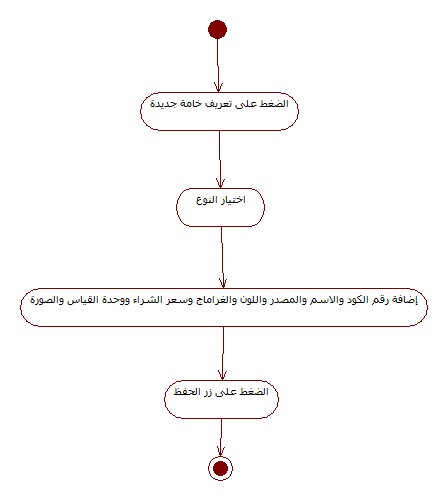 الضغط على تعريف خامة جديدة
اختيار النوع
إضافة رقم الكود والاسم والمصدر واللون والغراماج وسعر الشراء ووحدة القياس والصورة
الضغط على زر الحفظ